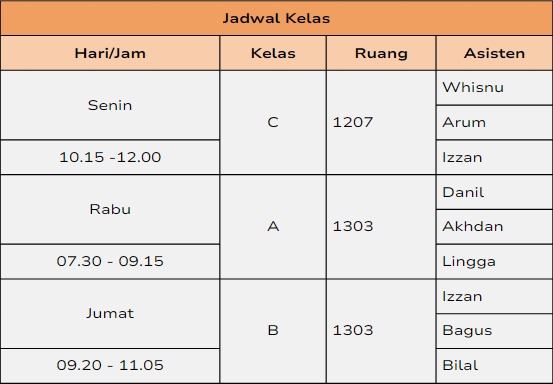 Jadwal Kelas
Hari/Jam Kelas Ruang Asisten
Senin C 1207 Whisnu
Arum
10.15 -12.00 Izzan
Rabu A 1303 Danil
Akhdan
07.30 - 09.15 Lingga
Jumat B 1303 Izzan
Bagus
09.20 - 11.05 Bilal